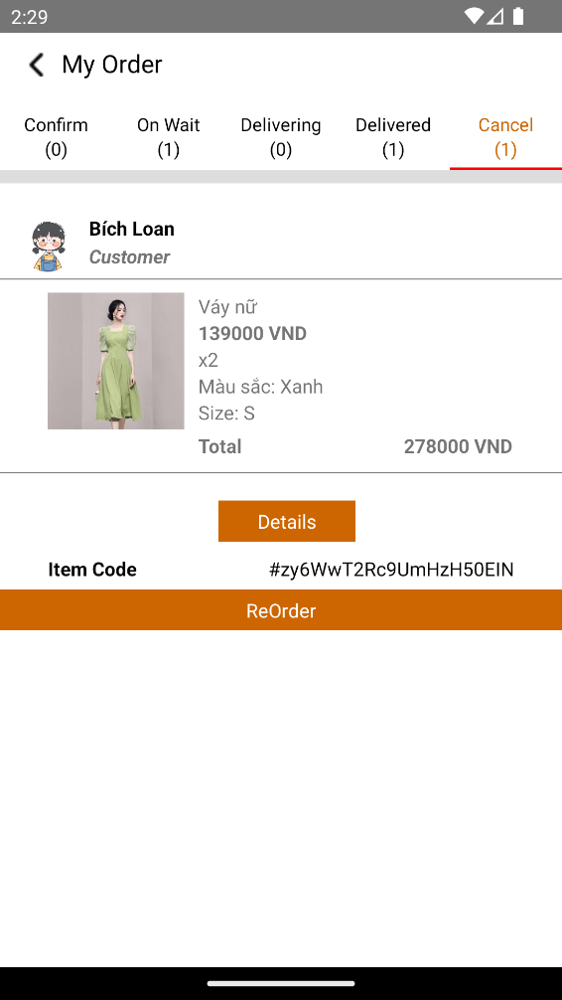 2:29
My Order
Confirm
(0)
On Wait
(1)
Delivering
(0)
Delivered
(1)
Cancel
(1)
Bích Loan
Customer
Váy nữ
139000 VND
x2
Màu sắc: Xanh
Size: S
Total 278000 VND
Details
Item Code #zy6WwT2Rc9UmHzH50EIN
ReOrder